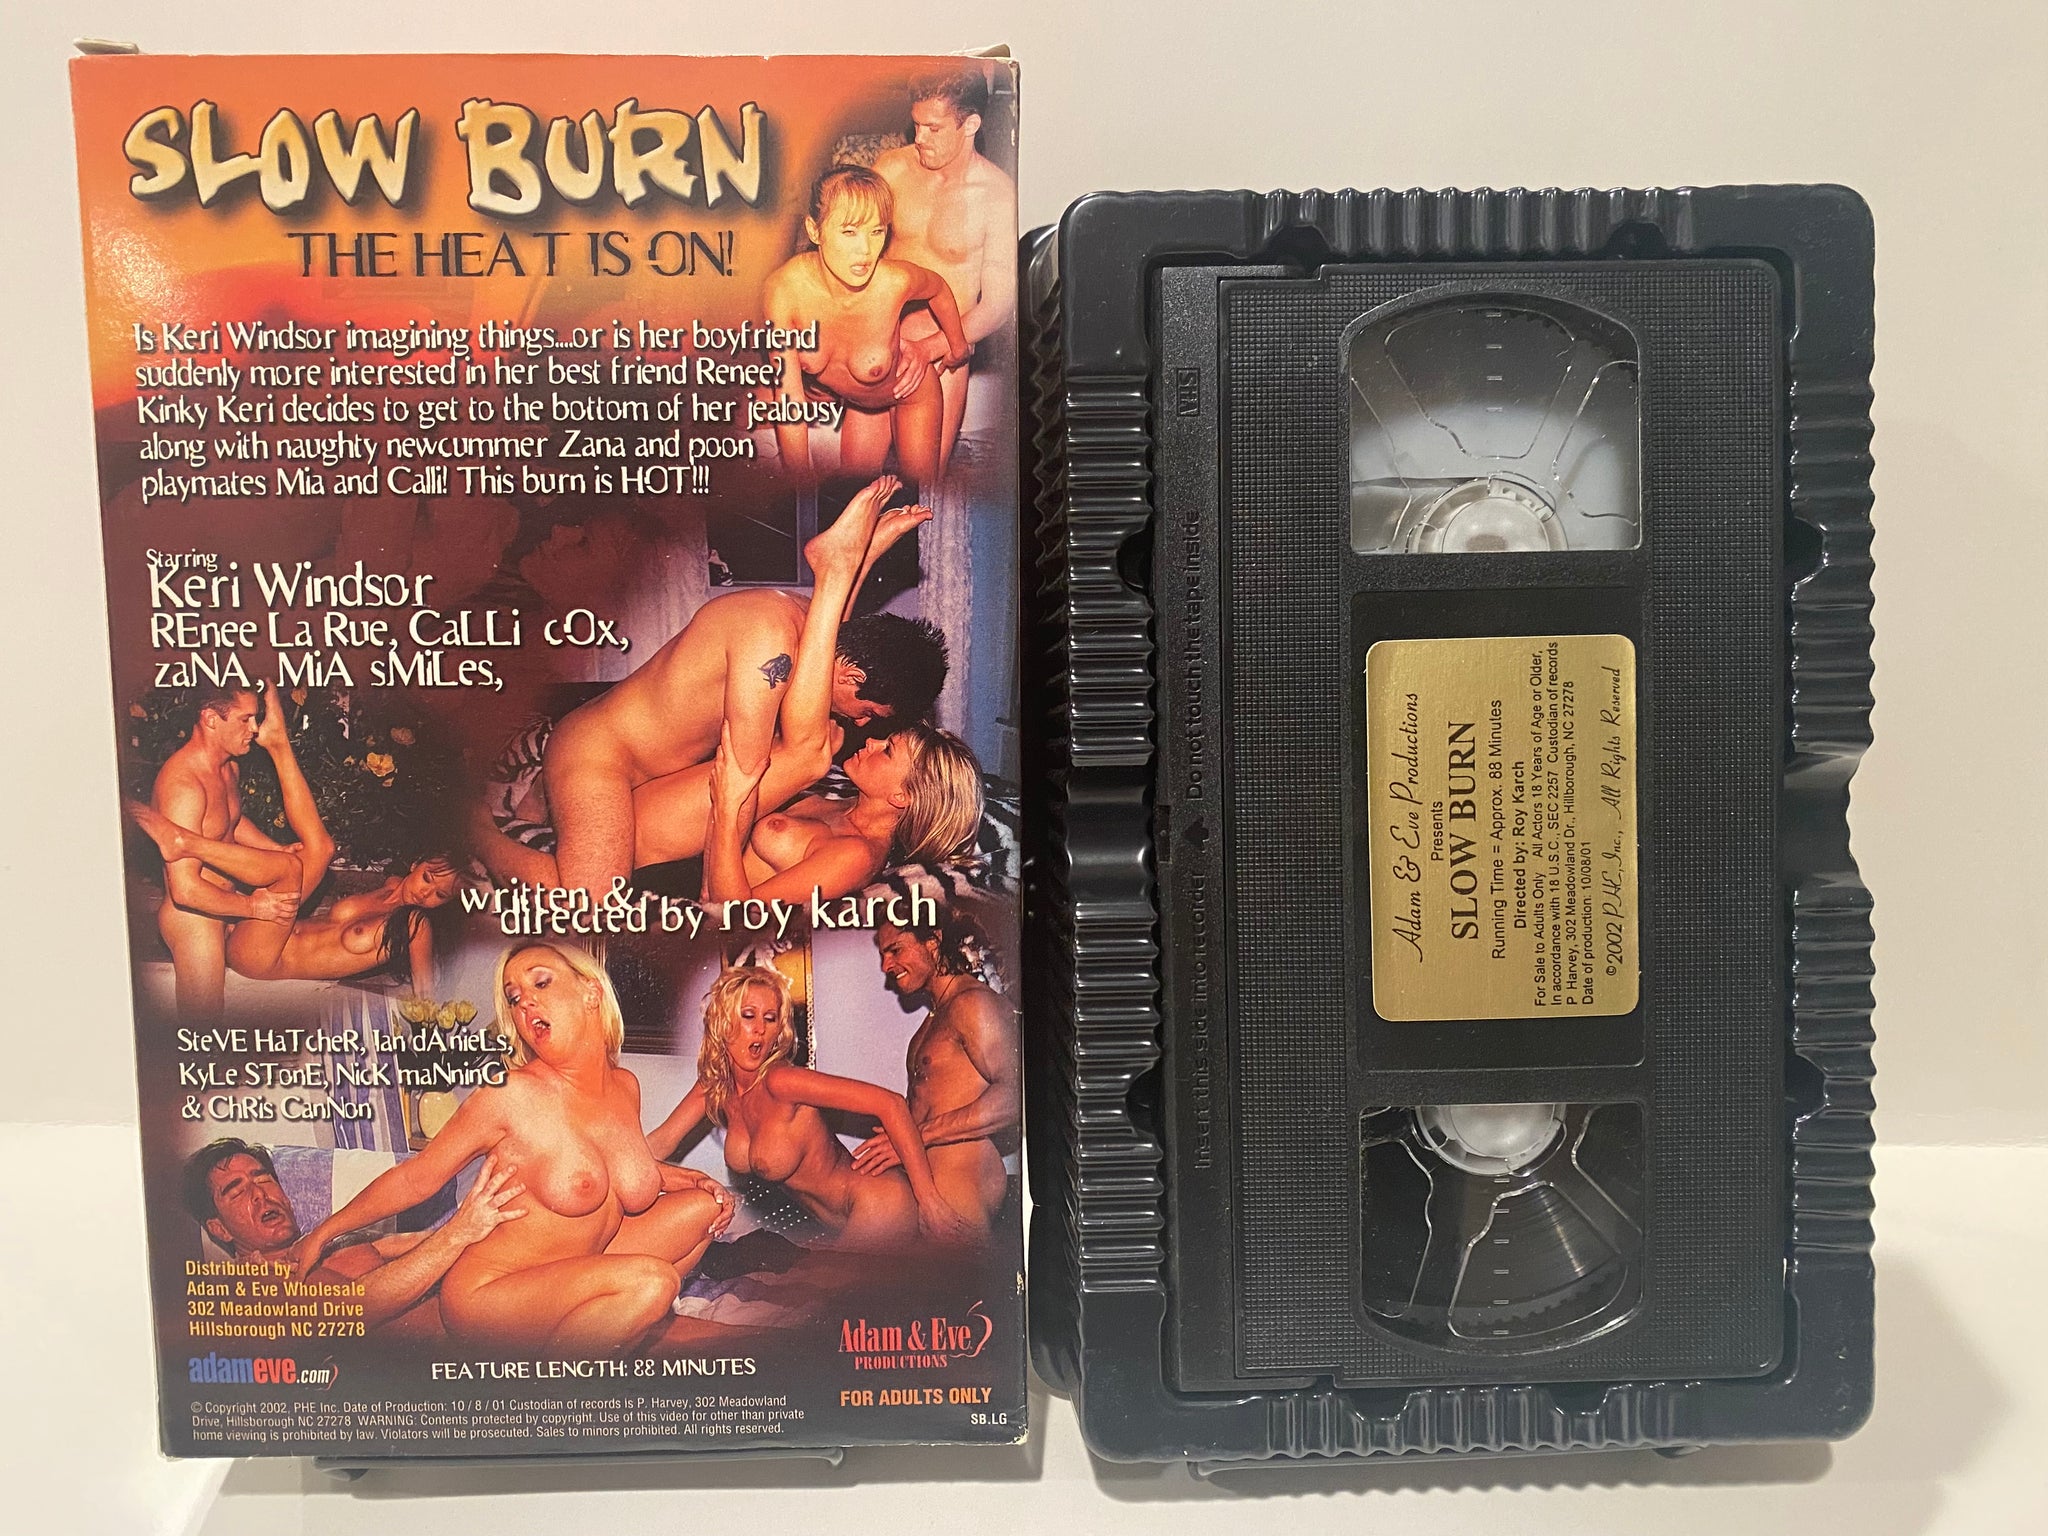 SLOW BURN
THE HEAT IS ON!
Is Keri Windsor imagining things....or is her boyfriend
suddenly more interested in her best friend Renee?
Kinky Keri decides to get to the bottom of her jealousy
along with naughty newcummer Zana and poon
playmates Mia and Calli! This burn is HOT!!!
Starring
Keri Windsor
REnee La Rue, CaLLi cOx,
zaNA, MiA sMiLes,
written &
directed by roy karch
SteVE HaTcheR, Ian dAnieLs,
KyLe STonE, NicK maNninG
& ChRis CanNon
Distributed by
Adam & Eve Wholesale
302 Meadowland Drive
Hillsborough NC 27278
adameve.com
FEATURE LENGTH: 88 MINUTES
Adam & Eve
PRODUCTIONS
FOR ADULTS ONLY
SB.LG
© Copyright 2002, PHE Inc. Date of Production: 10 / 8 / 01 Custodian of records is P. Harvey, 302 Meadowland
Drive, Hillsborough NC 27278 WARNING: Contents protected by copyright. Use of this video for other than private
home viewing is prohibited by law. Violators will be prosecuted. Sales to minors prohibited. All rights reserved.
VHS
Insert this side into recorder Do not touch the tape inside
Adam & Eve Productions
Presents
SLOW BURN
Running Time = Approx. 88 Minutes
Directed by: Roy Karch
For Sale to Adults Only All Actors 18 Years of Age or Older,
In accordance with 18 U.S.C., SEC 2257 Custodian of records
P Harvey, 302 Meadowland Dr., Hillborough, NC 27278
Date of production: 10/08/01
©2002 P.H.E., Inc., All Rights Reserved